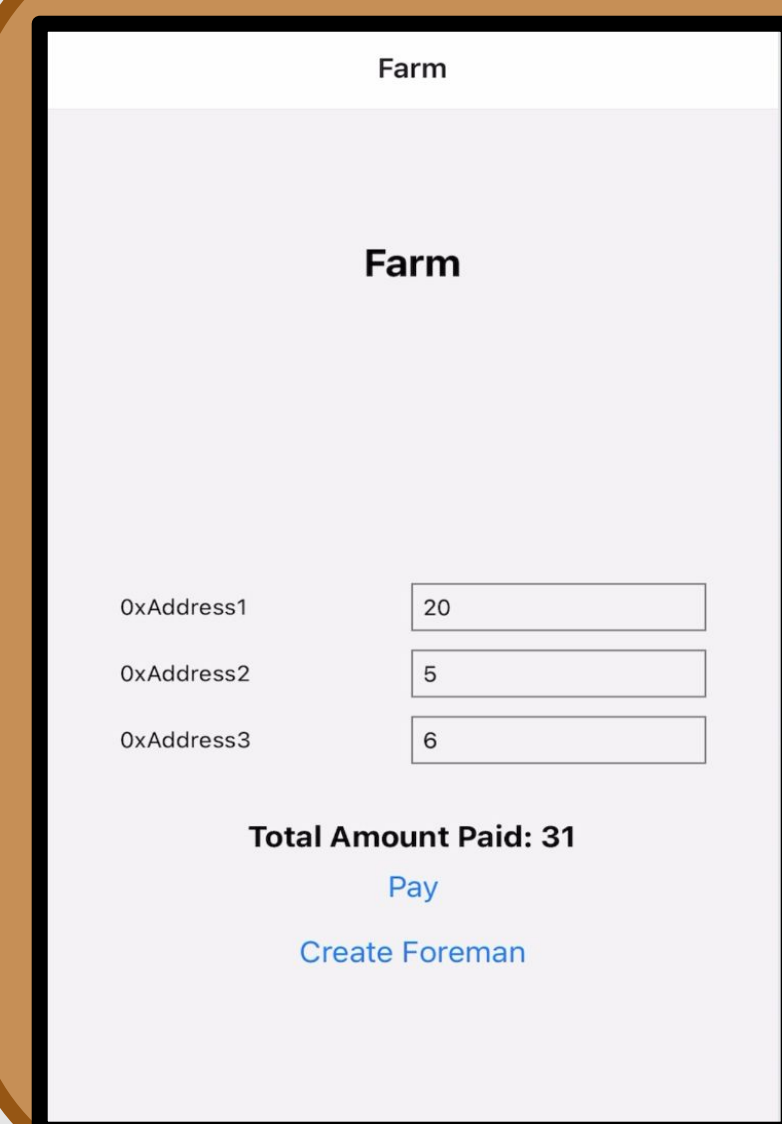 Farm
Farm
0xAddress1 20
0xAddress2 5
0xAddress3 6
Total Amount Paid: 31
Pay
Create Foreman